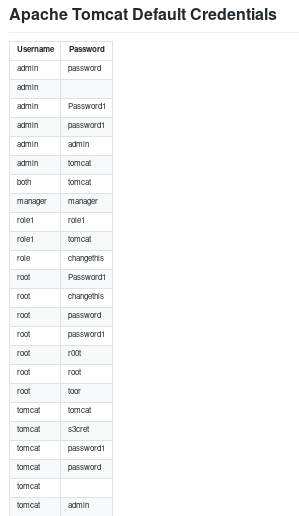 Apache Tomcat Default Credentials
Username Password
admin password
admin
admin Password1
admin password1
admin admin
admin tomcat
both tomcat
manager manager
role1 role1
role1 tomcat
role changethis
root Password1
root changethis
root password
root password1
root r00t
root root
root toor
tomcat tomcat
tomcat s3cret
tomcat password1
tomcat password
tomcat
tomcat admin